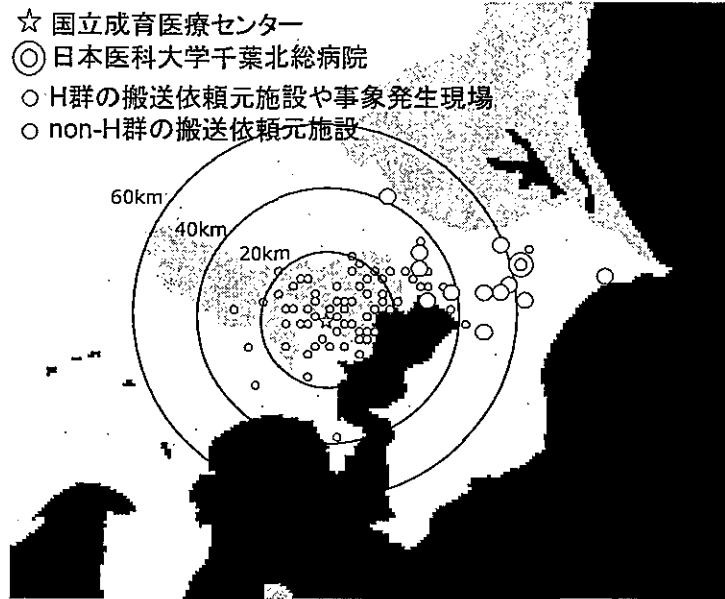 ☆ 国立成育医療センター
◎ 日本医科大学千葉北総病院
○ H群の搬送依頼元施設や事象発生現場
○ non-H群の搬送依頼元施設
60km
40km
20km